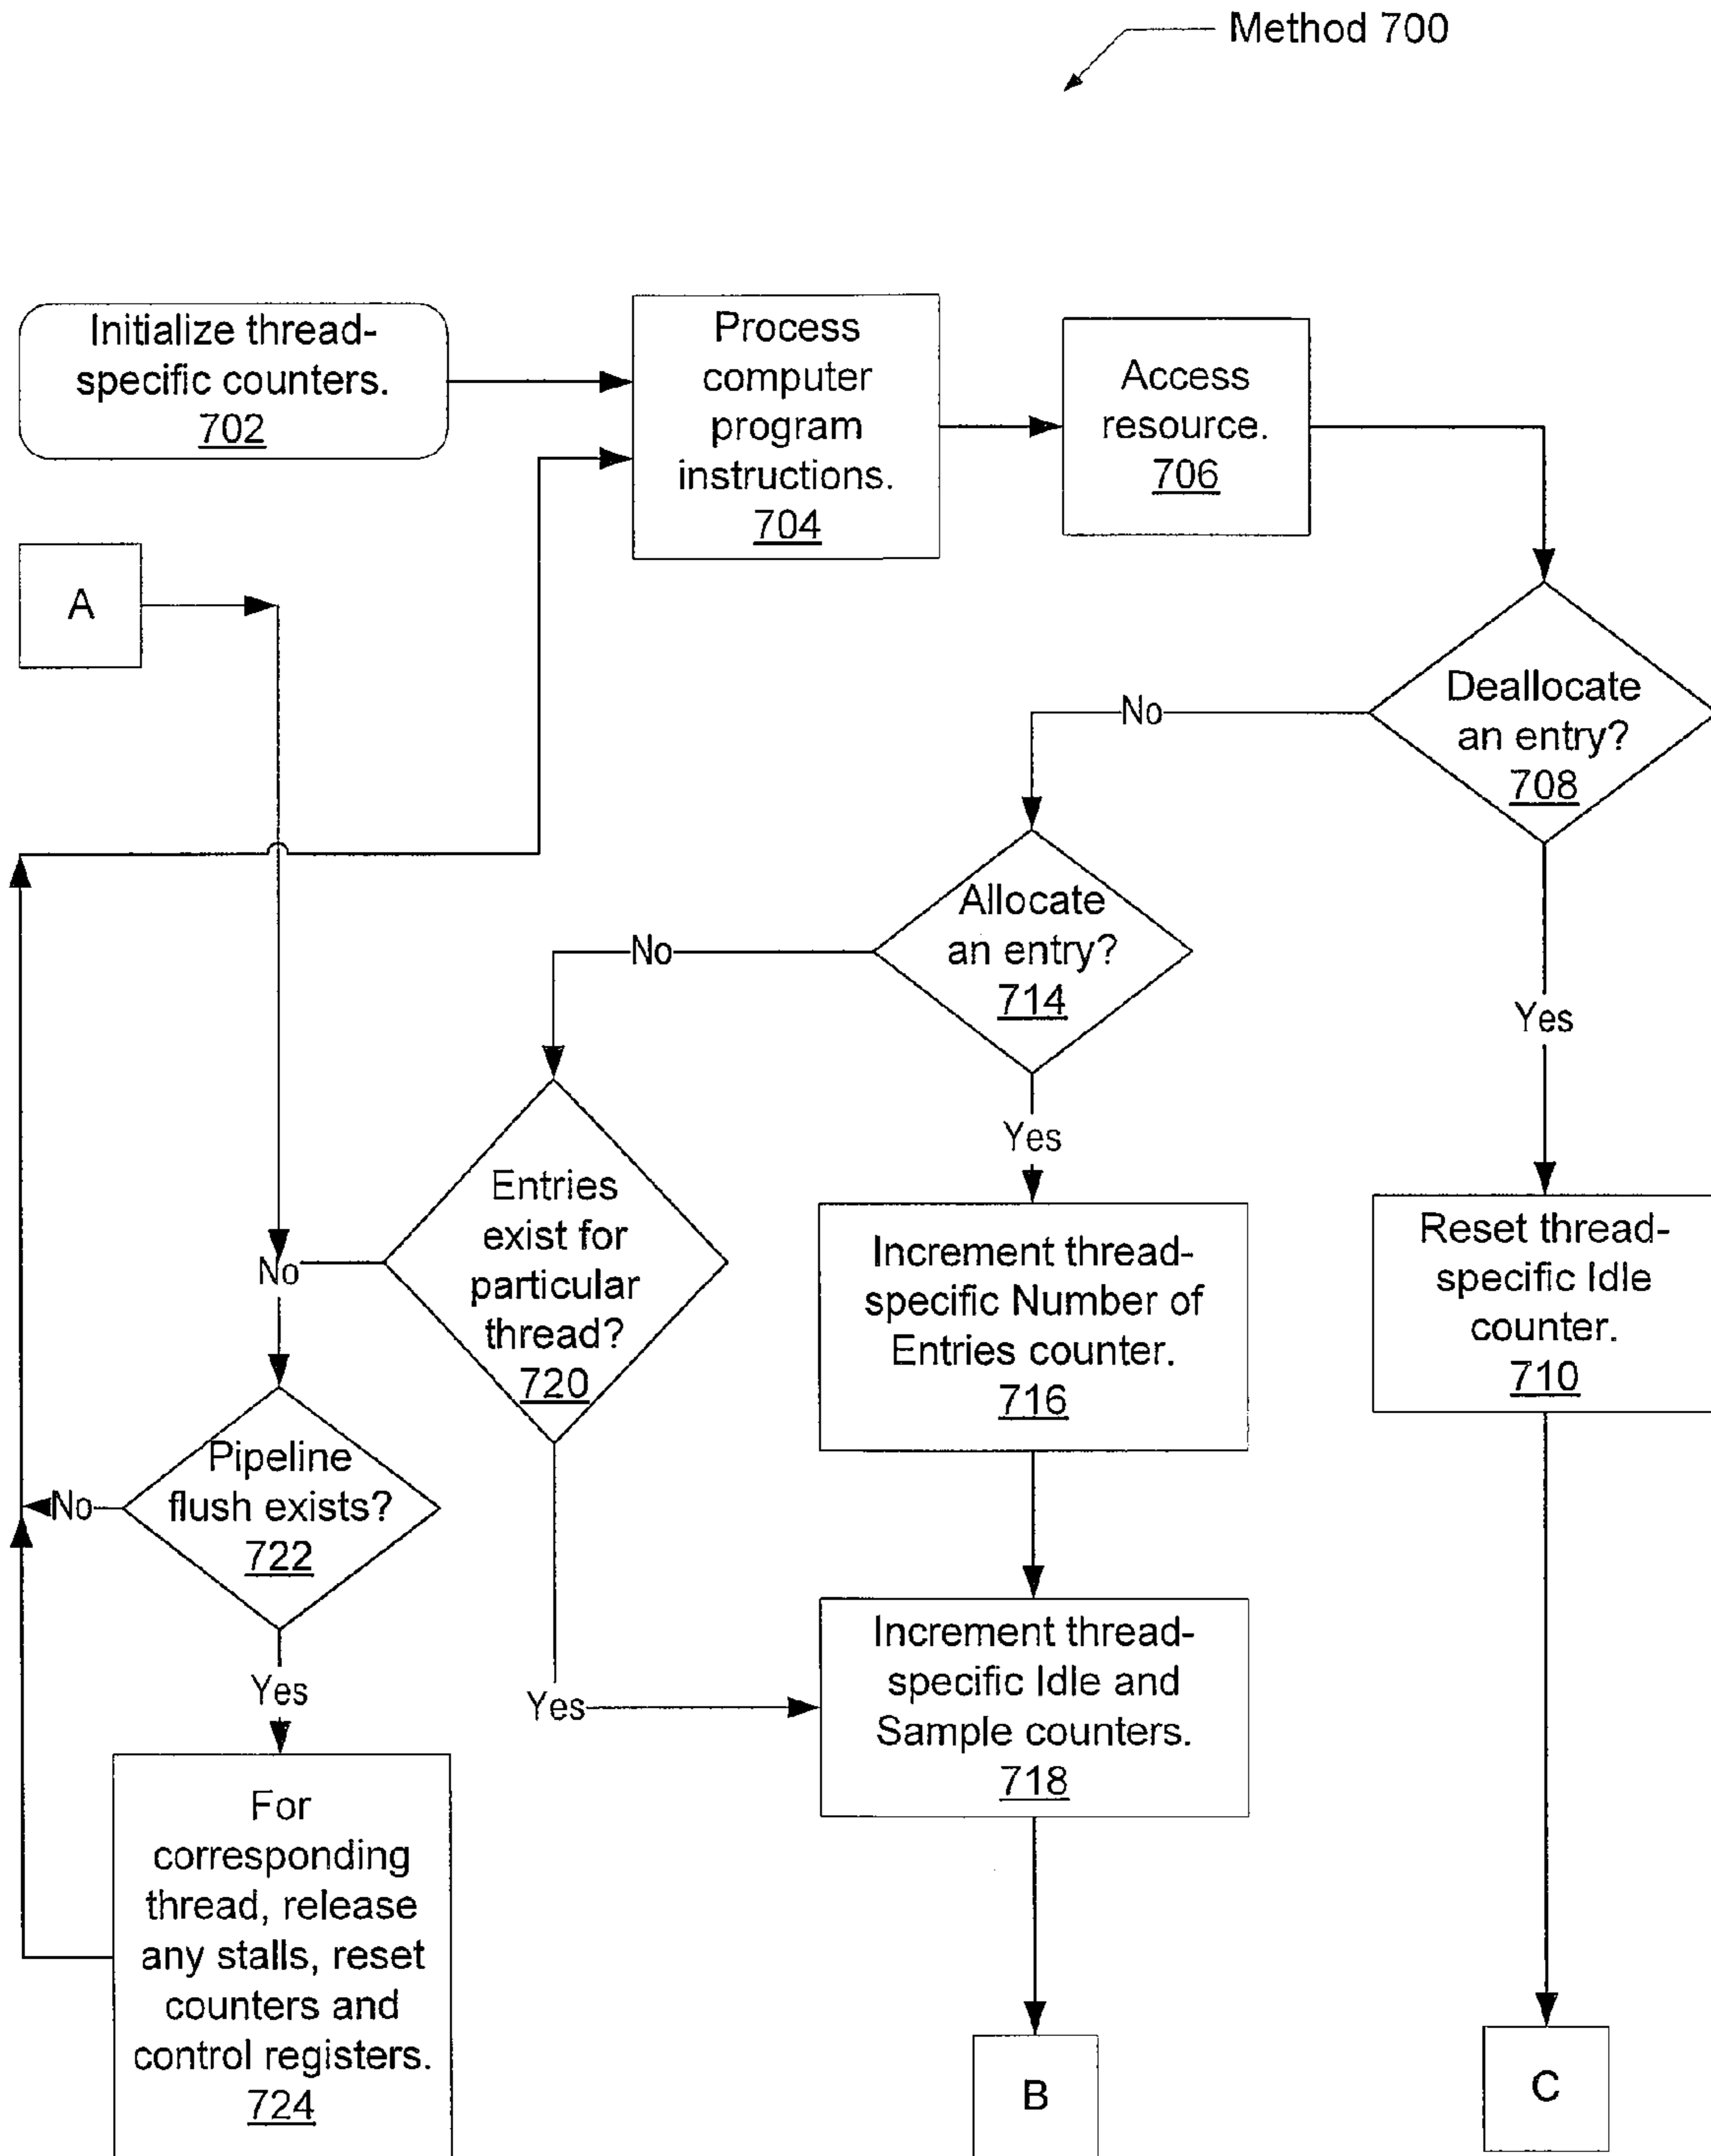 Method 700
Initialize thread-
specific counters.
702
Process
computer
program
instructions.
704
Access
resource.
706
A
Deallocate
an entry?
708
No
Allocate
an entry?
714
No
Yes
Entries
exist for
particular
thread?
720
No
Yes
Increment thread-
specific Number of
Entries counter.
716
Reset thread-
specific Idle
counter.
710
Pipeline
flush exists?
722
No
Yes
Yes
Increment thread-
specific Idle and
Sample counters.
718
For
corresponding
thread, release
any stalls, reset
counters and
control registers.
724
B
C